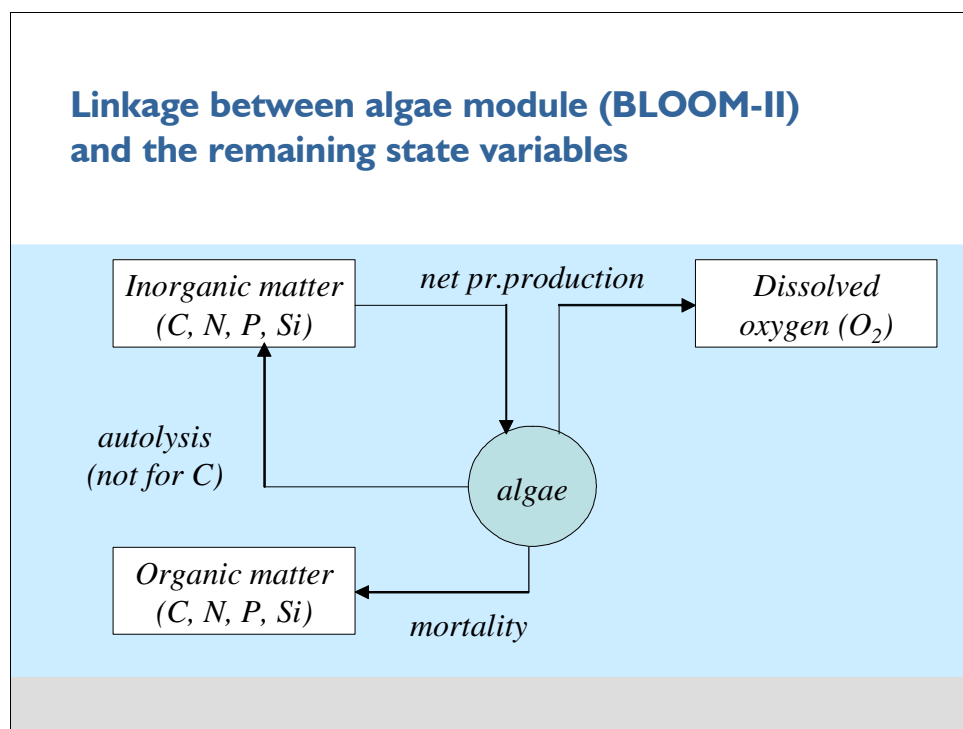 Linkage between algae module (BLOOM-II)
and the remaining state variables
Inorganic matter
(C, N, P, Si)
net pr.production
Dissolved
oxygen (O₂)
autolysis
(not for C)
algae
Organic matter
(C, N, P, Si)
mortality